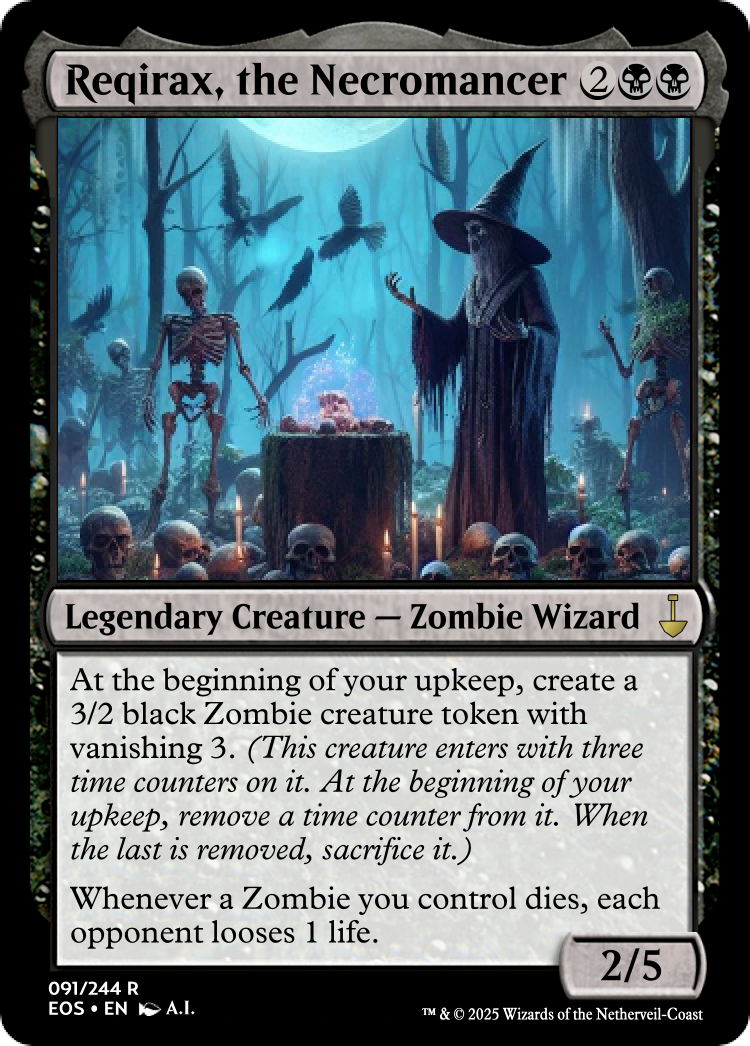 Reqirax, the Necromancer 2
Legendary Creature — Zombie Wizard
At the beginning of your upkeep, create a
3/2 black Zombie creature token with
vanishing 3. (This creature enters with three
time counters on it. At the beginning of your
upkeep, remove a time counter from it. When
the last is removed, sacrifice it.)
Whenever a Zombie you control dies, each
opponent looses 1 life.
2/5
091/244 R
EOS • EN A.I.
™ & © 2025 Wizards of the Netherveil-Coast